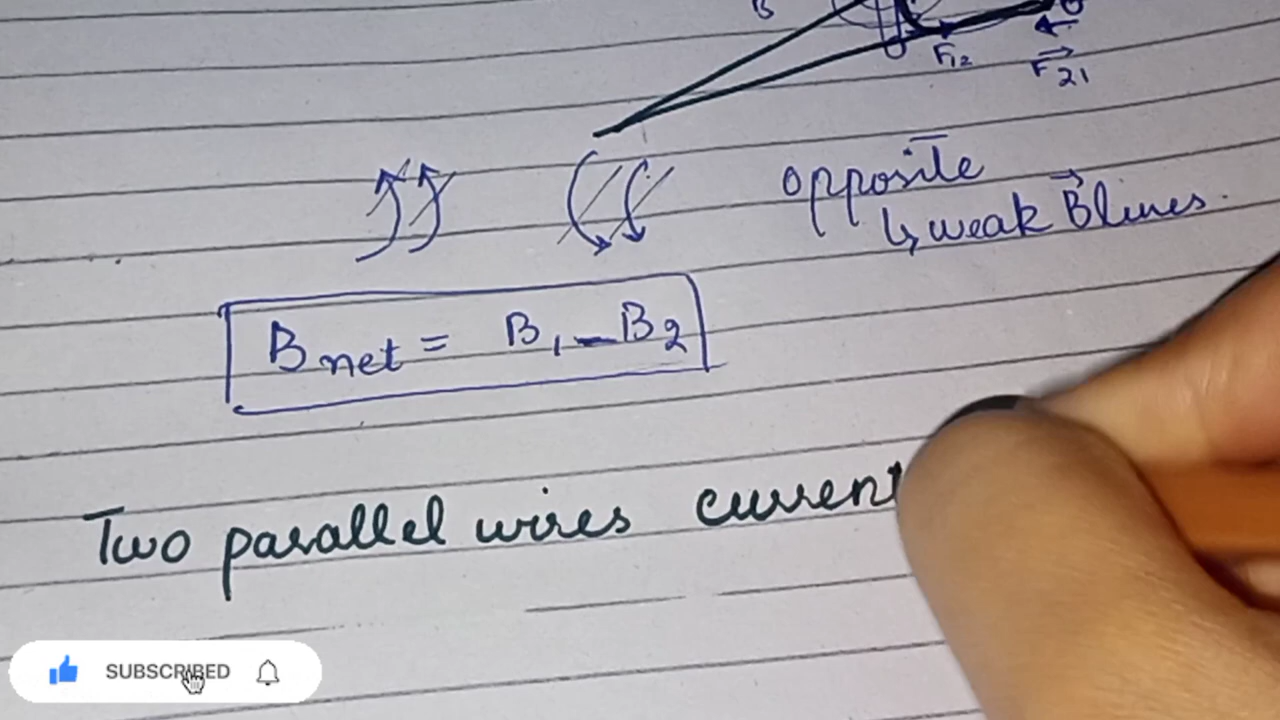 B
F12
F21
opposite
↳ weak B lines.
Bnet = B1 - B2
Two parallel wires current
SUBSCRIBED